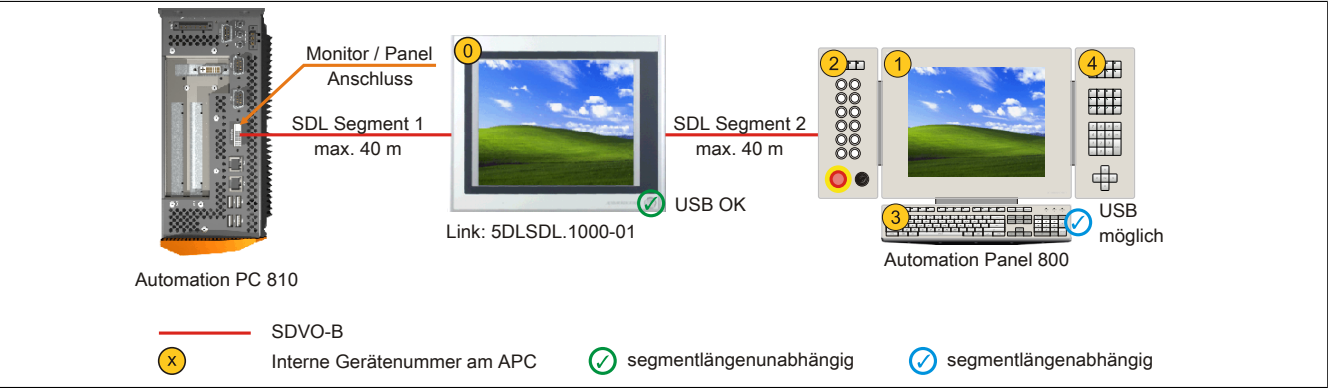 0
2
1
4
Monitor / Panel
Anschluss
SDL Segment 1
max. 40 m
SDL Segment 2
max. 40 m
USB OK
Link: 5DLSDL.1000-01
3
USB
möglich
Automation Panel 800
Automation PC 810
SDVO-B
x
Interne Gerätenummer am APC
segmentlängenunabhängig
segmentlängenabhängig